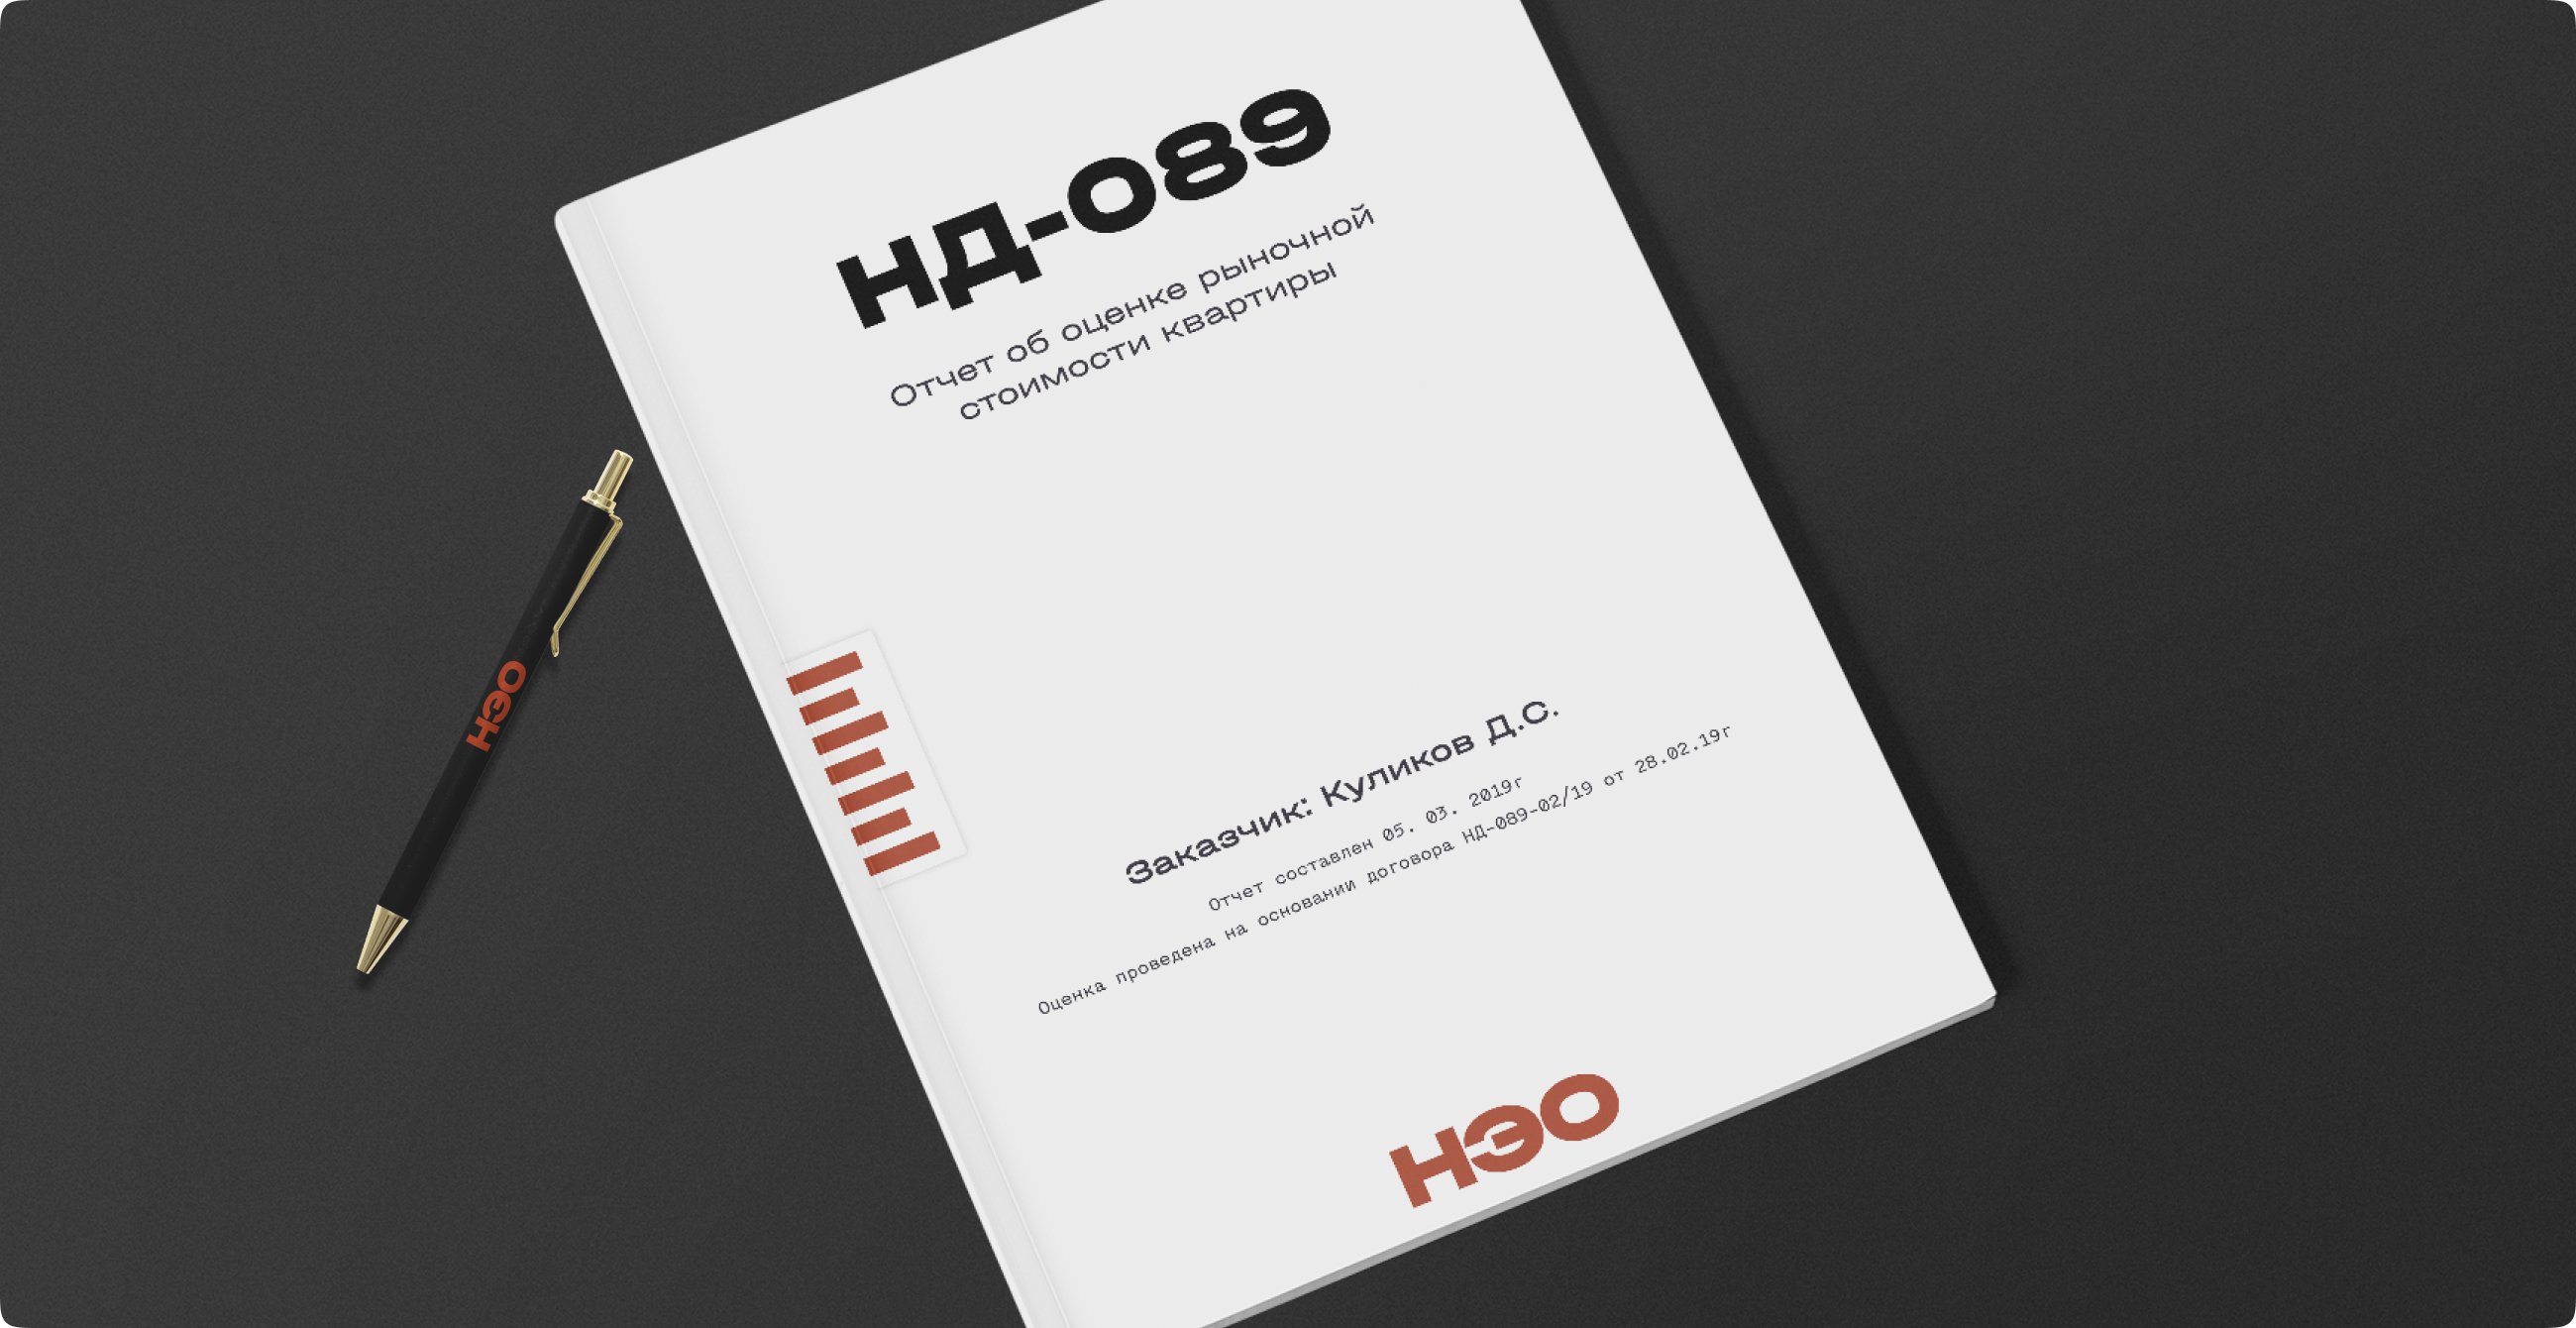 НД-089
Отчет об оценке рыночной
стоимости квартиры
Заказчик: Куликов Д.С.
Отчет составлен 05. 03. 2019г
Оценка проведена на основании договора НД-089-02/19 от 28.02.19г
НЭО
НЭО